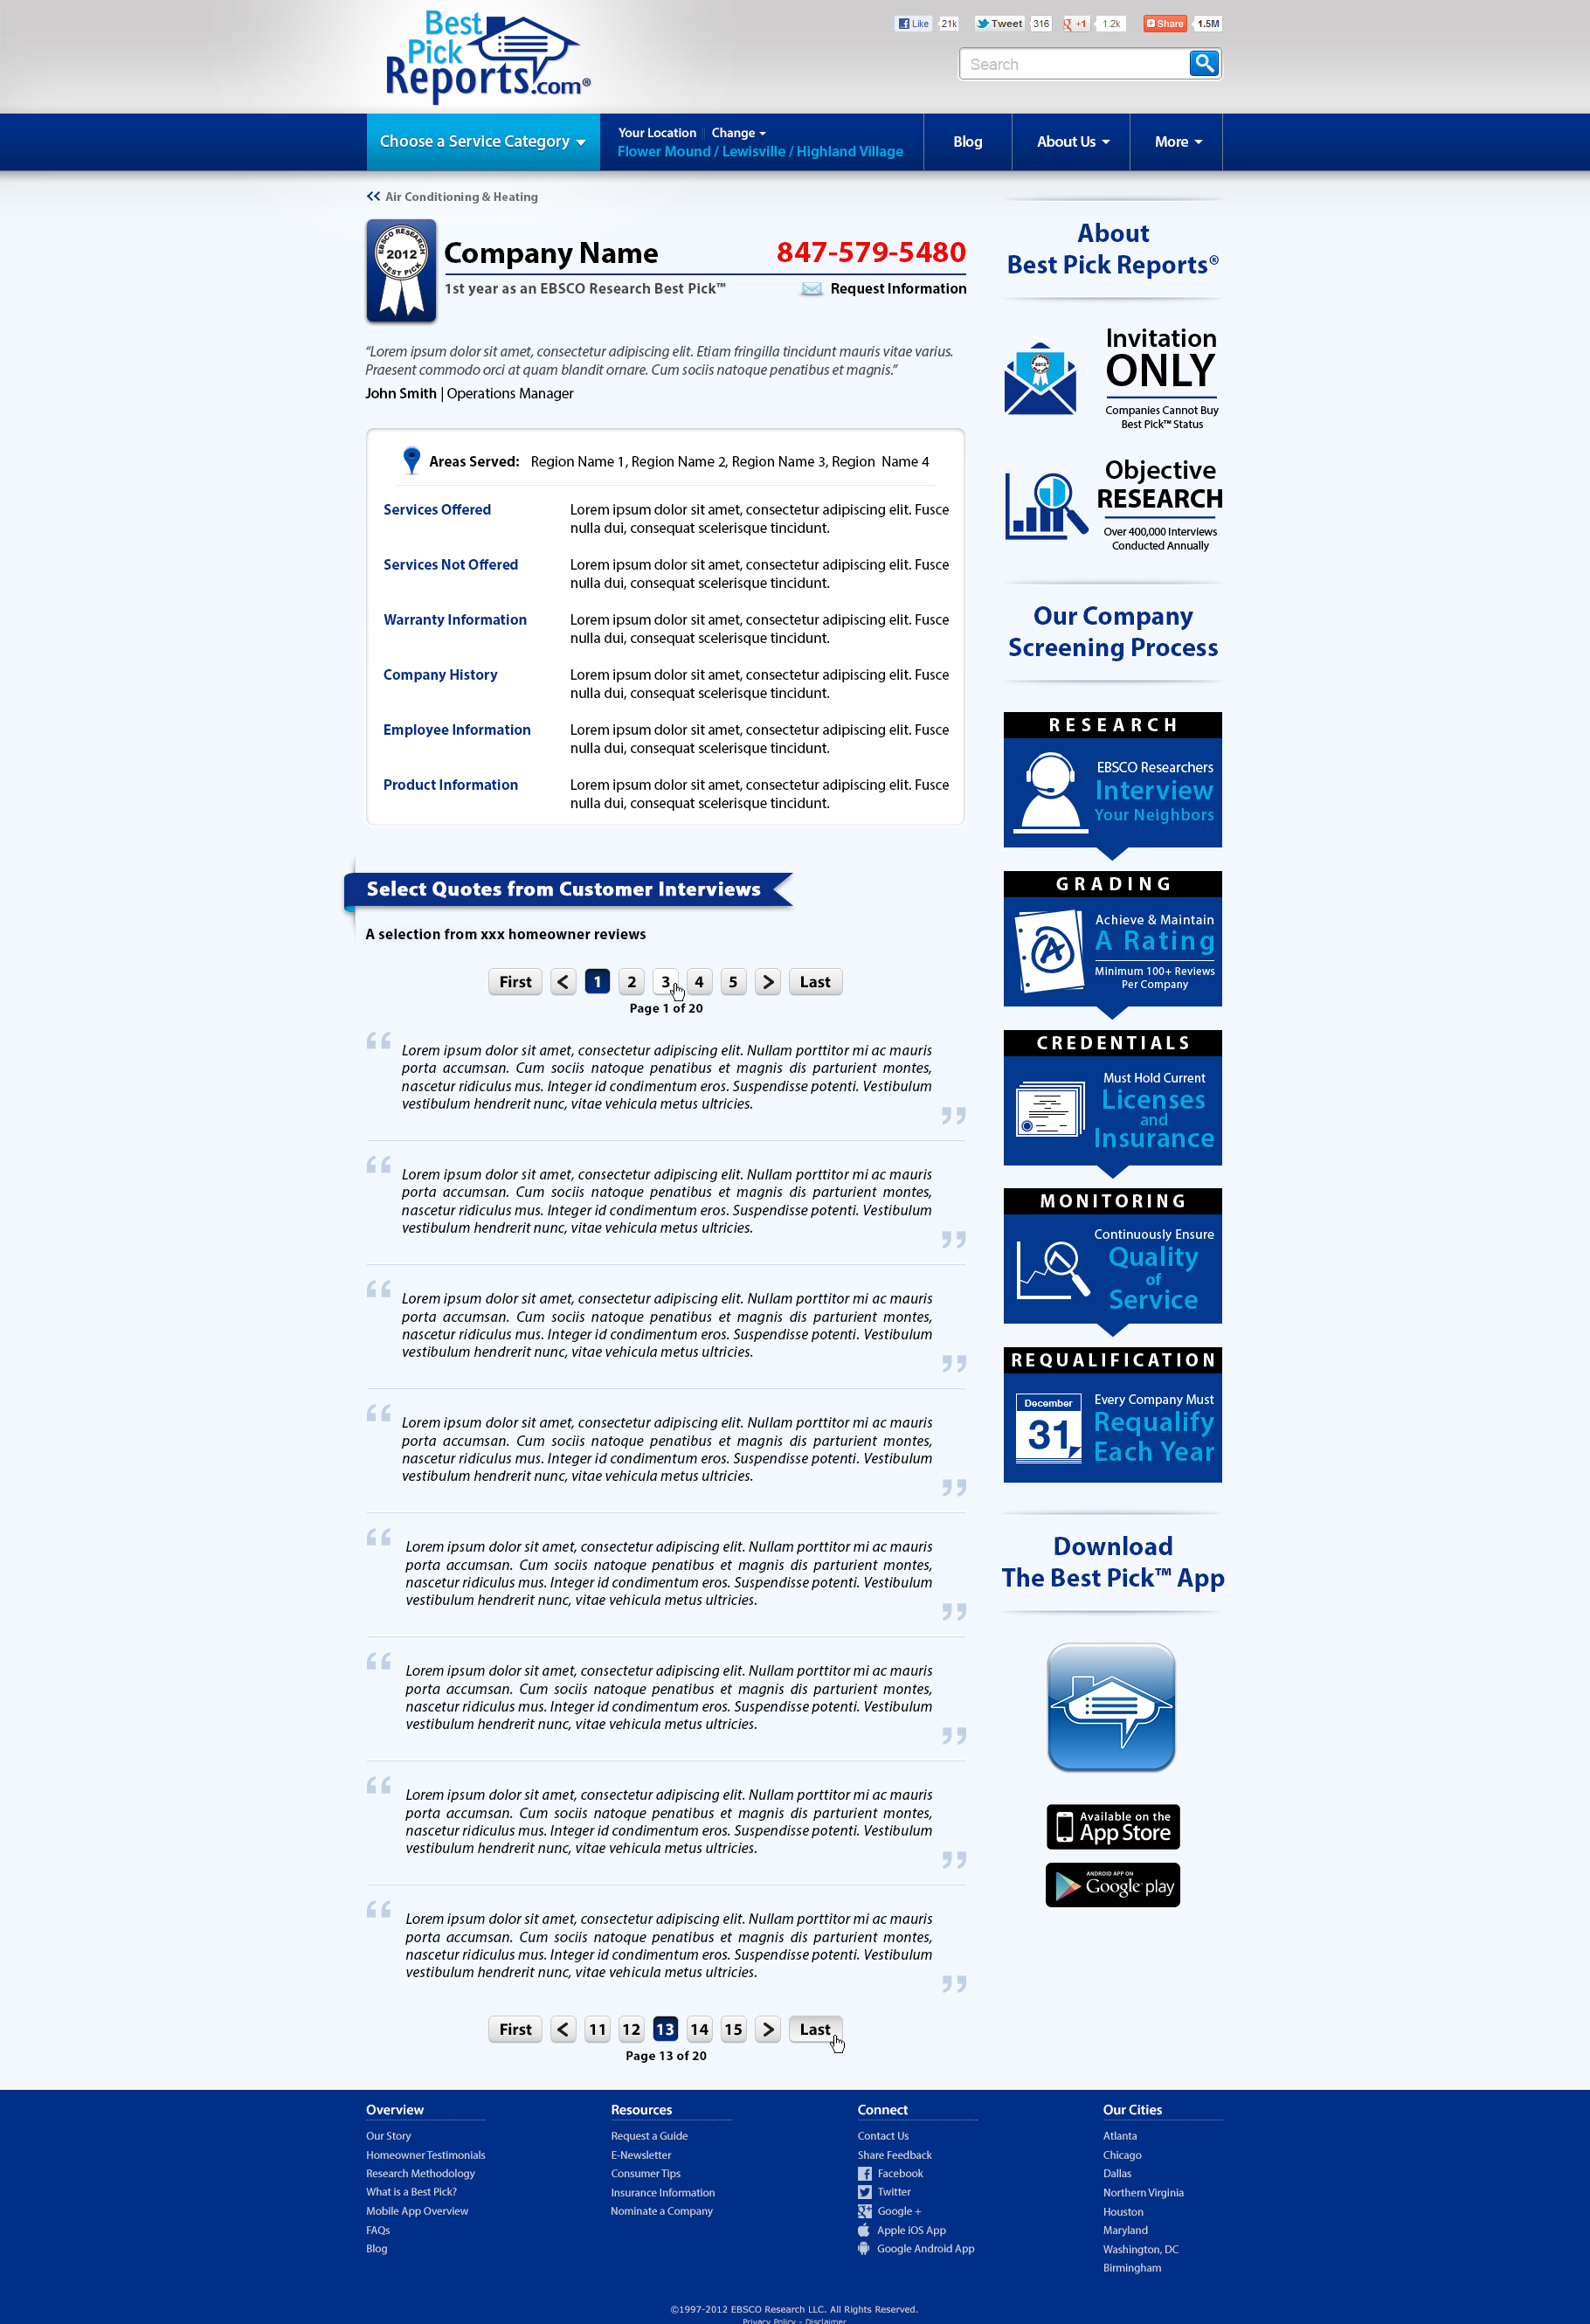 Best
Pick
Reports.com®
Like 21k
Tweet 316
+1 1.2k
Share 1.5M
Search
Choose a Service Category
Your Location Change
Flower Mound / Lewisville / Highland Village
Blog
About Us
More
Air Conditioning & Heating
EBSCO RESEARCH
2012
BEST PICK
Company Name
847-579-5480
1st year as an EBSCO Research Best Pick™
Request Information
“Lorem ipsum dolor sit amet, consectetur adipiscing elit. Etiam fringilla tincidunt mauris vitae varius.
Praesent commodo orci at quam blandit ornare. Cum sociis natoque penatibus et magnis.”
John Smith | Operations Manager
Areas Served: Region Name 1, Region Name 2, Region Name 3, Region Name 4
Services Offered
Lorem ipsum dolor sit amet, consectetur adipiscing elit. Fusce
nulla dui, consequat scelerisque tincidunt.
Services Not Offered
Lorem ipsum dolor sit amet, consectetur adipiscing elit. Fusce
nulla dui, consequat scelerisque tincidunt.
Warranty Information
Lorem ipsum dolor sit amet, consectetur adipiscing elit. Fusce
nulla dui, consequat scelerisque tincidunt.
Company History
Lorem ipsum dolor sit amet, consectetur adipiscing elit. Fusce
nulla dui, consequat scelerisque tincidunt.
Employee Information
Lorem ipsum dolor sit amet, consectetur adipiscing elit. Fusce
nulla dui, consequat scelerisque tincidunt.
Product Information
Lorem ipsum dolor sit amet, consectetur adipiscing elit. Fusce
nulla dui, consequat scelerisque tincidunt.
Select Quotes from Customer Interviews
A selection from xxx homeowner reviews
First < 1 2 3 4 5 > Last
Page 1 of 20
“
Lorem ipsum dolor sit amet, consectetur adipiscing elit. Nullam porttitor mi ac mauris
porta accumsan. Cum sociis natoque penatibus et magnis dis parturient montes,
nascetur ridiculus mus. Integer id condimentum eros. Suspendisse potenti. Vestibulum
vestibulum hendrerit nunc, vitae vehicula metus ultricies.
”
“
Lorem ipsum dolor sit amet, consectetur adipiscing elit. Nullam porttitor mi ac mauris
porta accumsan. Cum sociis natoque penatibus et magnis dis parturient montes,
nascetur ridiculus mus. Integer id condimentum eros. Suspendisse potenti. Vestibulum
vestibulum hendrerit nunc, vitae vehicula metus ultricies.
”
“
Lorem ipsum dolor sit amet, consectetur adipiscing elit. Nullam porttitor mi ac mauris
porta accumsan. Cum sociis natoque penatibus et magnis dis parturient montes,
nascetur ridiculus mus. Integer id condimentum eros. Suspendisse potenti. Vestibulum
vestibulum hendrerit nunc, vitae vehicula metus ultricies.
”
“
Lorem ipsum dolor sit amet, consectetur adipiscing elit. Nullam porttitor mi ac mauris
porta accumsan. Cum sociis natoque penatibus et magnis dis parturient montes,
nascetur ridiculus mus. Integer id condimentum eros. Suspendisse potenti. Vestibulum
vestibulum hendrerit nunc, vitae vehicula metus ultricies.
”
“
Lorem ipsum dolor sit amet, consectetur adipiscing elit. Nullam porttitor mi ac mauris
porta accumsan. Cum sociis natoque penatibus et magnis dis parturient montes,
nascetur ridiculus mus. Integer id condimentum eros. Suspendisse potenti. Vestibulum
vestibulum hendrerit nunc, vitae vehicula metus ultricies.
”
“
Lorem ipsum dolor sit amet, consectetur adipiscing elit. Nullam porttitor mi ac mauris
porta accumsan. Cum sociis natoque penatibus et magnis dis parturient montes,
nascetur ridiculus mus. Integer id condimentum eros. Suspendisse potenti. Vestibulum
vestibulum hendrerit nunc, vitae vehicula metus ultricies.
”
“
Lorem ipsum dolor sit amet, consectetur adipiscing elit. Nullam porttitor mi ac mauris
porta accumsan. Cum sociis natoque penatibus et magnis dis parturient montes,
nascetur ridiculus mus. Integer id condimentum eros. Suspendisse potenti. Vestibulum
vestibulum hendrerit nunc, vitae vehicula metus ultricies.
”
“
Lorem ipsum dolor sit amet, consectetur adipiscing elit. Nullam porttitor mi ac mauris
porta accumsan. Cum sociis natoque penatibus et magnis dis parturient montes,
nascetur ridiculus mus. Integer id condimentum eros. Suspendisse potenti. Vestibulum
vestibulum hendrerit nunc, vitae vehicula metus ultricies.
”
First < 11 12 13 14 15 > Last
Page 13 of 20
About
Best Pick Reports®
Invitation
ONLY
Companies Cannot Buy
Best Pick™ Status
Objective
RESEARCH
Over 400,000 Interviews
Conducted Annually
Our Company
Screening Process
RESEARCH
EBSCO Researchers
Interview
Your Neighbors
GRADING
A
Achieve & Maintain
A Rating
Minimum 100+ Reviews
Per Company
CREDENTIALS
Must Hold Current
Licenses
and
Insurance
MONITORING
Continuously Ensure
Quality
of
Service
REQUALIFICATION
December
31
Every Company Must
Requalify
Each Year
Download
The Best Pick™ App
Available on the
App Store
ANDROID APP ON
Google play
Overview
Our Story
Homeowner Testimonials
Research Methodology
What is a Best Pick?
Mobile App Overview
FAQs
Blog
Resources
Request a Guide
E-Newsletter
Consumer Tips
Insurance Information
Nominate a Company
Connect
Contact Us
Share Feedback
Facebook
Twitter
Google +
Apple iOS App
Google Android App
Our Cities
Atlanta
Chicago
Dallas
Northern Virginia
Houston
Maryland
Washington, DC
Birmingham
©1997-2012 EBSCO Research LLC. All Rights Reserved.
Privacy Policy - Disclaimer